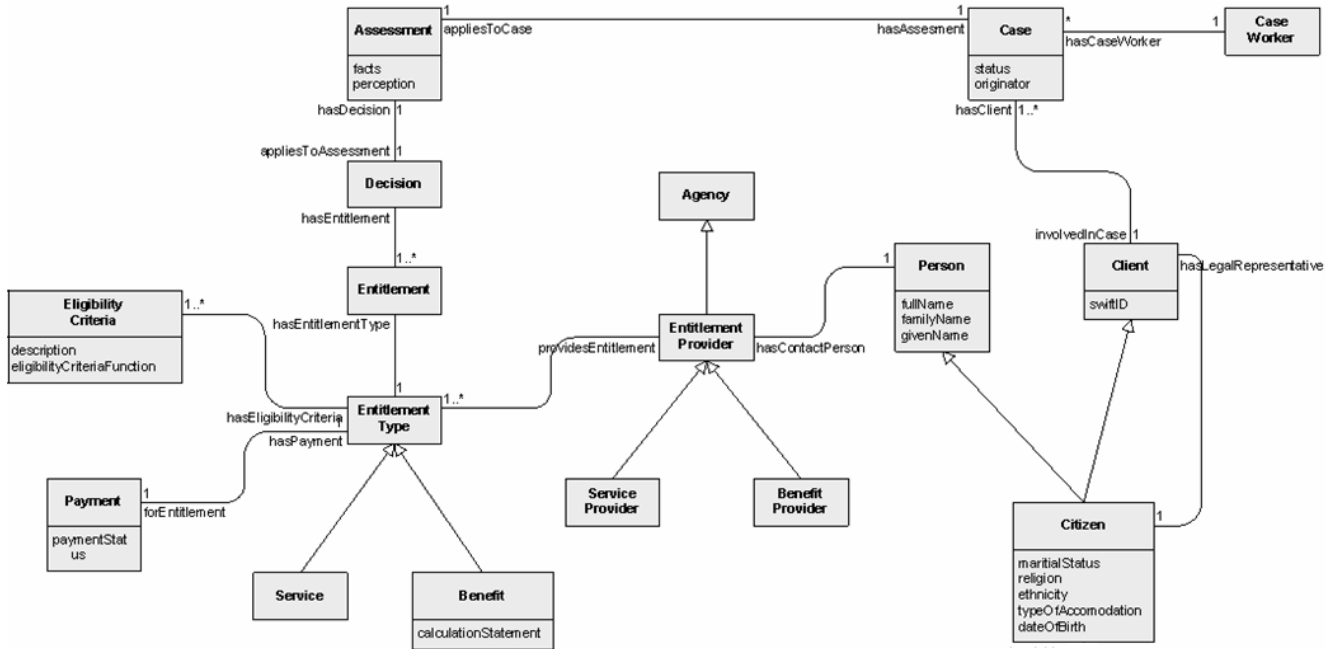 Assessment
facts
perception
1
appliesToCase
1
hasAssesment
Case
status
originator
*
hasCaseWorker
1
Case
Worker
hasDecision
1
appliesToAssessment
1
Decision
hasEntitlement
1..*
Entitlement
hasEntitlementType
1
hasClient
1..*
involvedInCase
1
Client
swiftID
hasLegalRepresentative
1
Agency
Person
fullName
familyName
givenName
1
hasContactPerson
Entitlement
Provider
providesEntitlement
1..*
Eligibility
Criteria
description
eligibilityCriteriaFunction
1..*
hasEligibilityCriteria
Entitlement
Type
1
hasPayment
Payment
paymentStat
us
1
forEntitlement
Service
Provider
Benefit
Provider
Service
Benefit
calculationStatement
Citizen
maritialStatus
religion
ethnicity
typeOfAccomodation
dateOfBirth
1